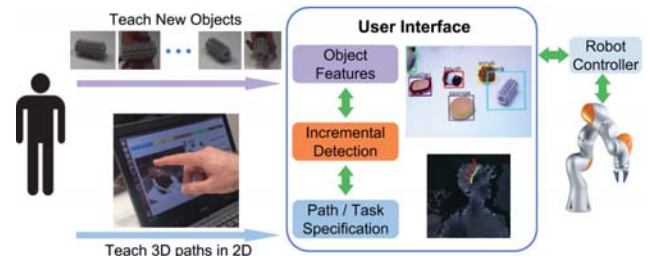 Teach New Objects
User Interface
Object
Features
Incremental
Detection
Path / Task
Specification
Robot
Controller
Teach 3D paths in 2D